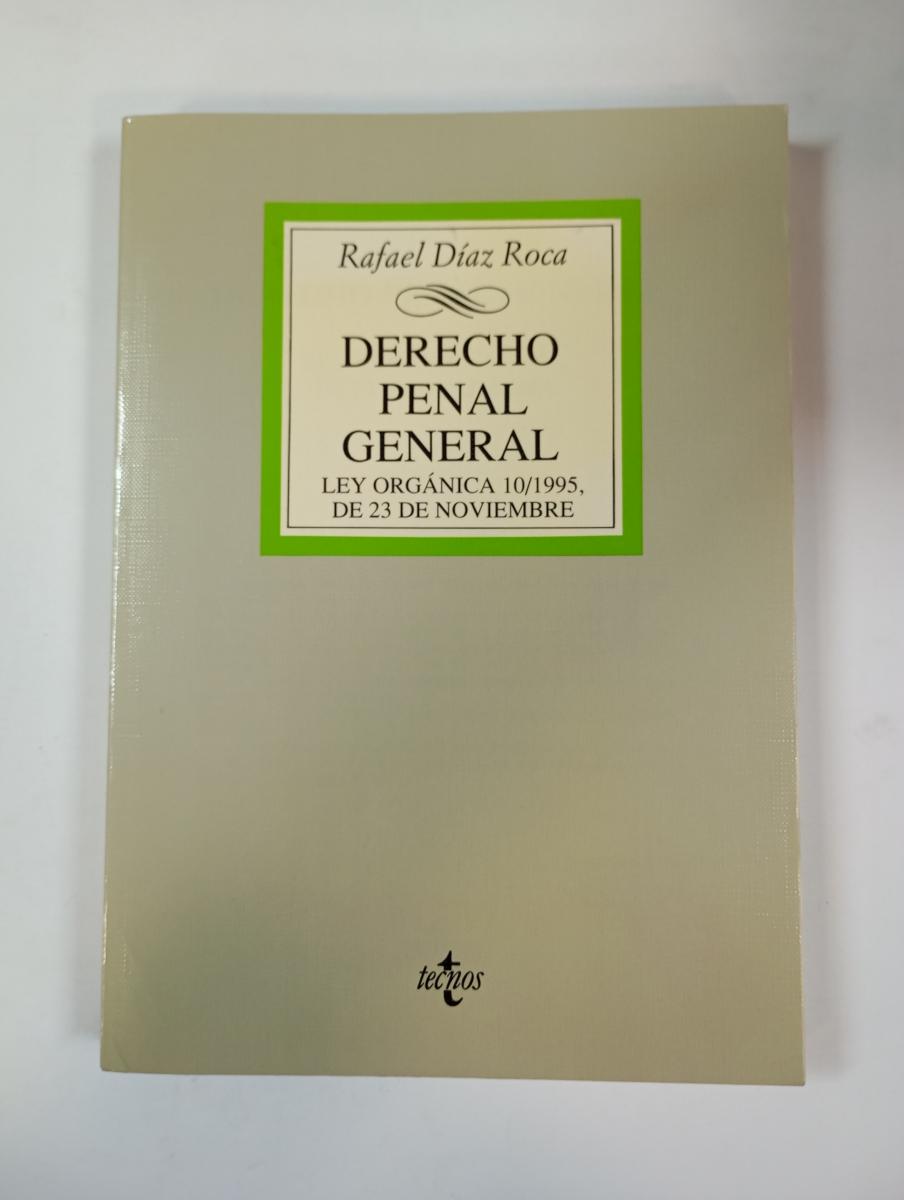 Rafael Díaz Roca
DERECHO
PENAL
GENERAL
LEY ORGÁNICA 10/1995,
DE 23 DE NOVIEMBRE
tecnos